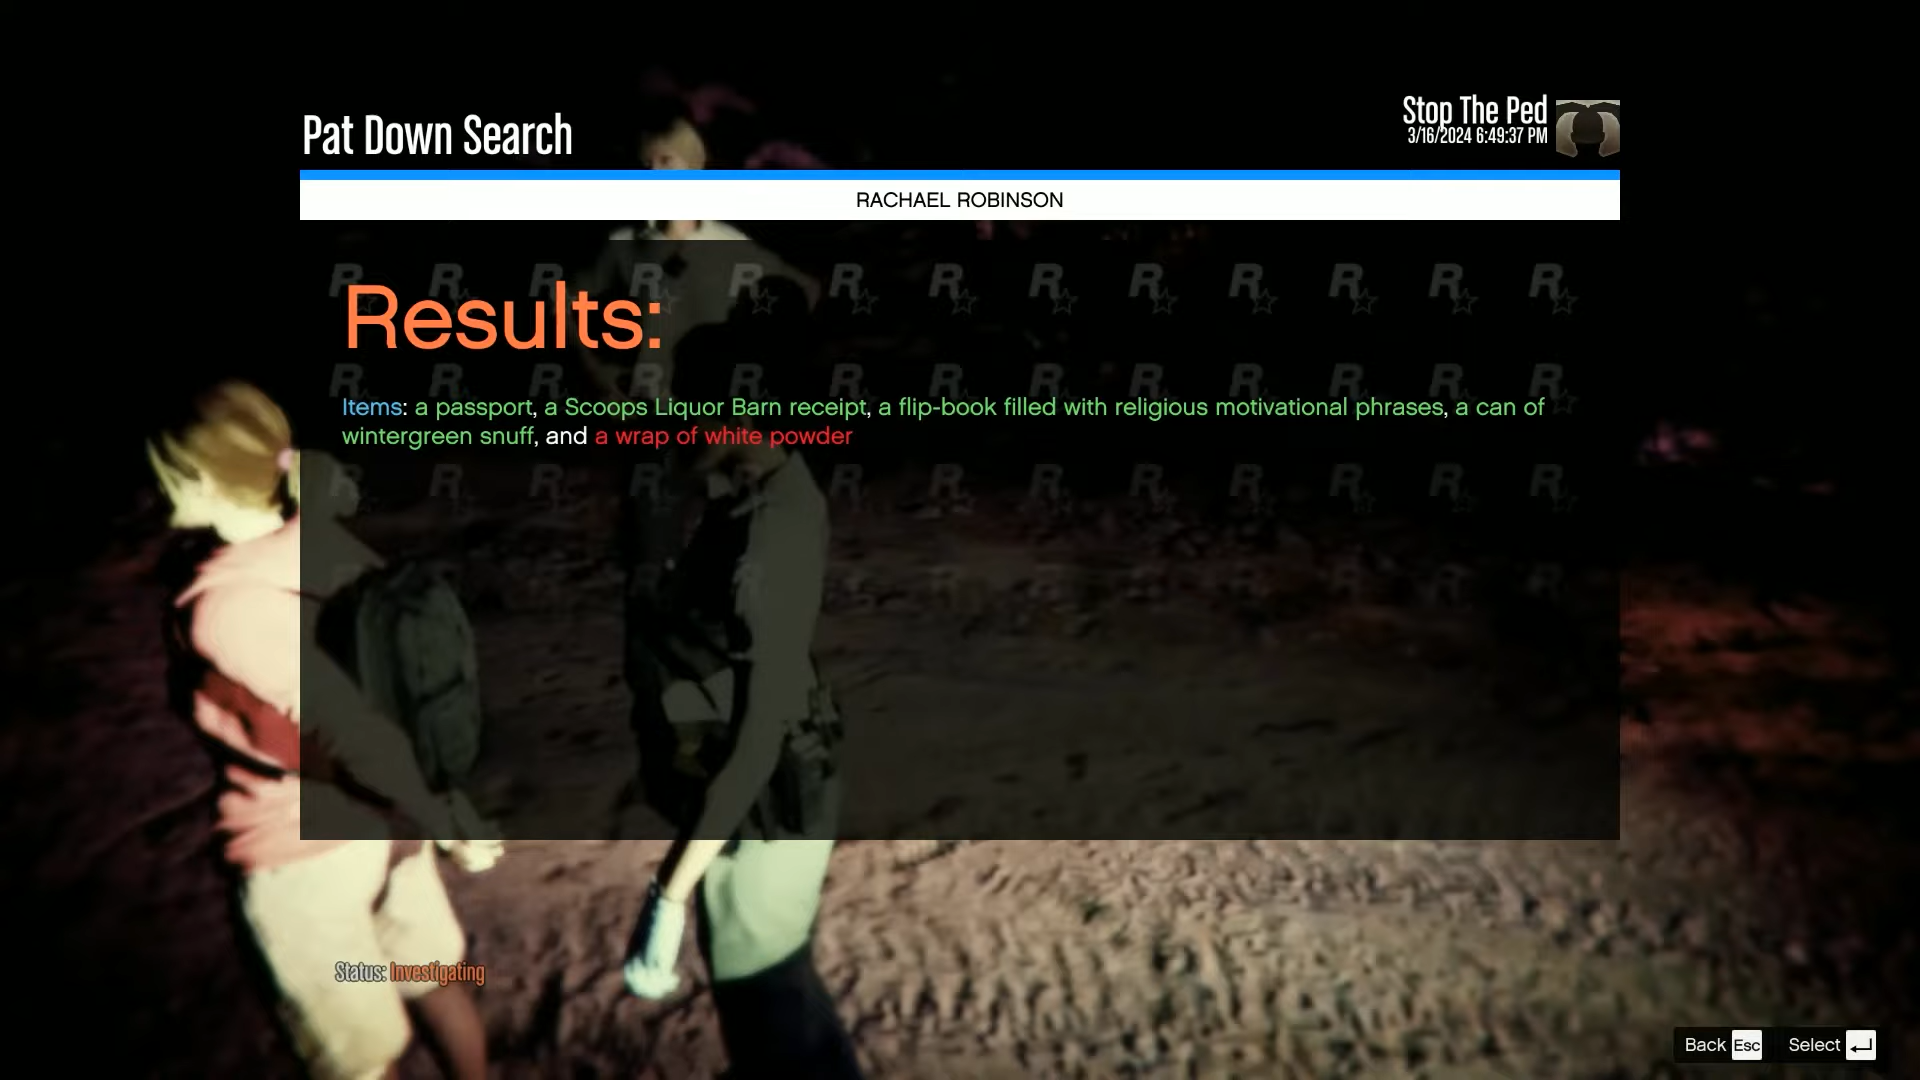 Pat Down Search
Stop The Ped
3/16/2024 6:49:37 PM
RACHAEL ROBINSON
Results:
Items: a passport, a Scoops Liquor Barn receipt, a flip-book filled with religious motivational phrases, a can of
wintergreen snuff, and a wrap of white powder
Status: Investigating
Back Esc Select